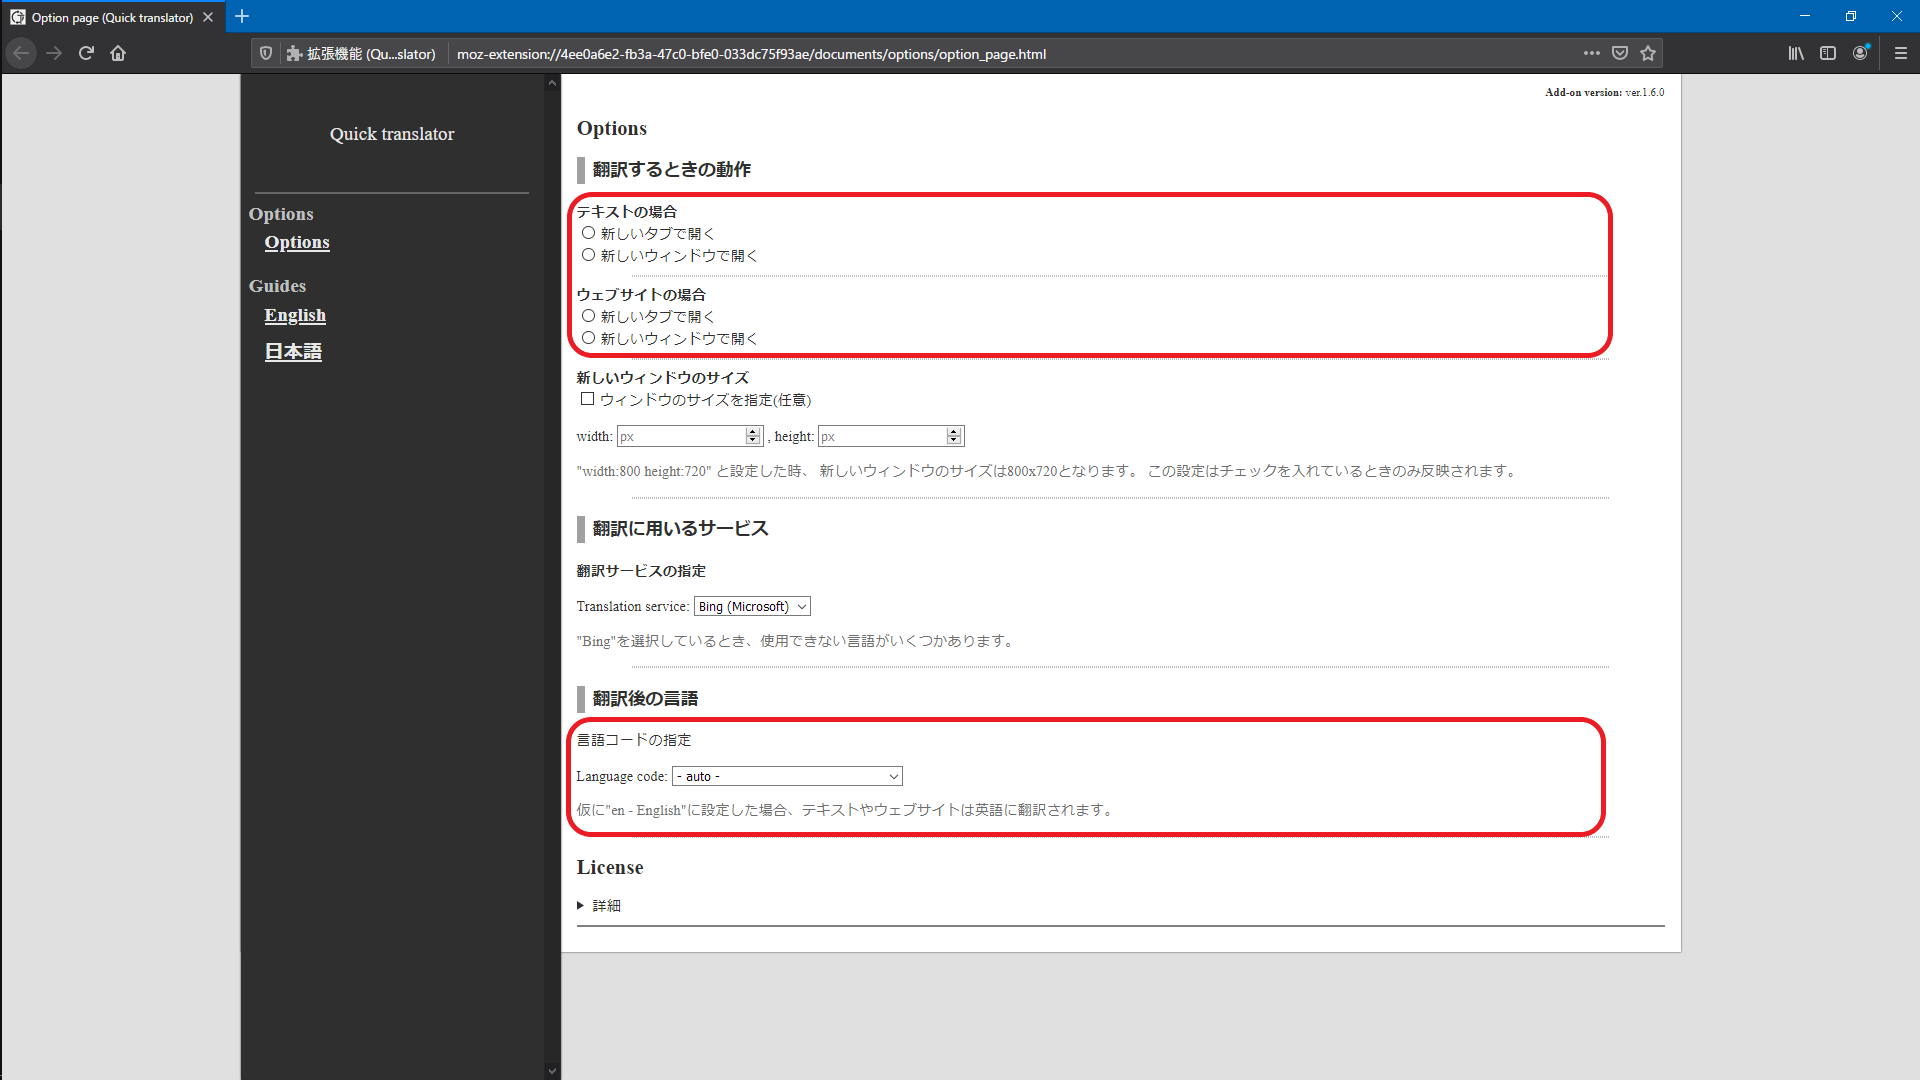 Option page (Quick translator)
拡張機能 (Qu...slator)
moz-extension://4ee0a6e2-fb3a-47c0-bfe0-033dc75f93ae/documents/options/option_page.html
Quick translator
Options
Options
Guides
English
日本語
Add-on version: ver.1.6.0
Options
翻訳するときの動作
テキストの場合
新しいタブで開く
新しいウィンドウで開く
ウェブサイトの場合
新しいタブで開く
新しいウィンドウで開く
新しいウィンドウのサイズ
ウィンドウのサイズを指定(任意)
width: px , height: px
"width:800 height:720" と設定した時、 新しいウィンドウのサイズは800x720となります。 この設定はチェックを入れているときのみ反映されます。
翻訳に用いるサービス
翻訳サービスの指定
Translation service: Bing (Microsoft)
"Bing"を選択しているとき、使用できない言語がいくつかあります。
翻訳後の言語
言語コードの指定
Language code: - auto -
仮に"en - English"に設定した場合、テキストやウェブサイトは英語に翻訳されます。
License
詳細